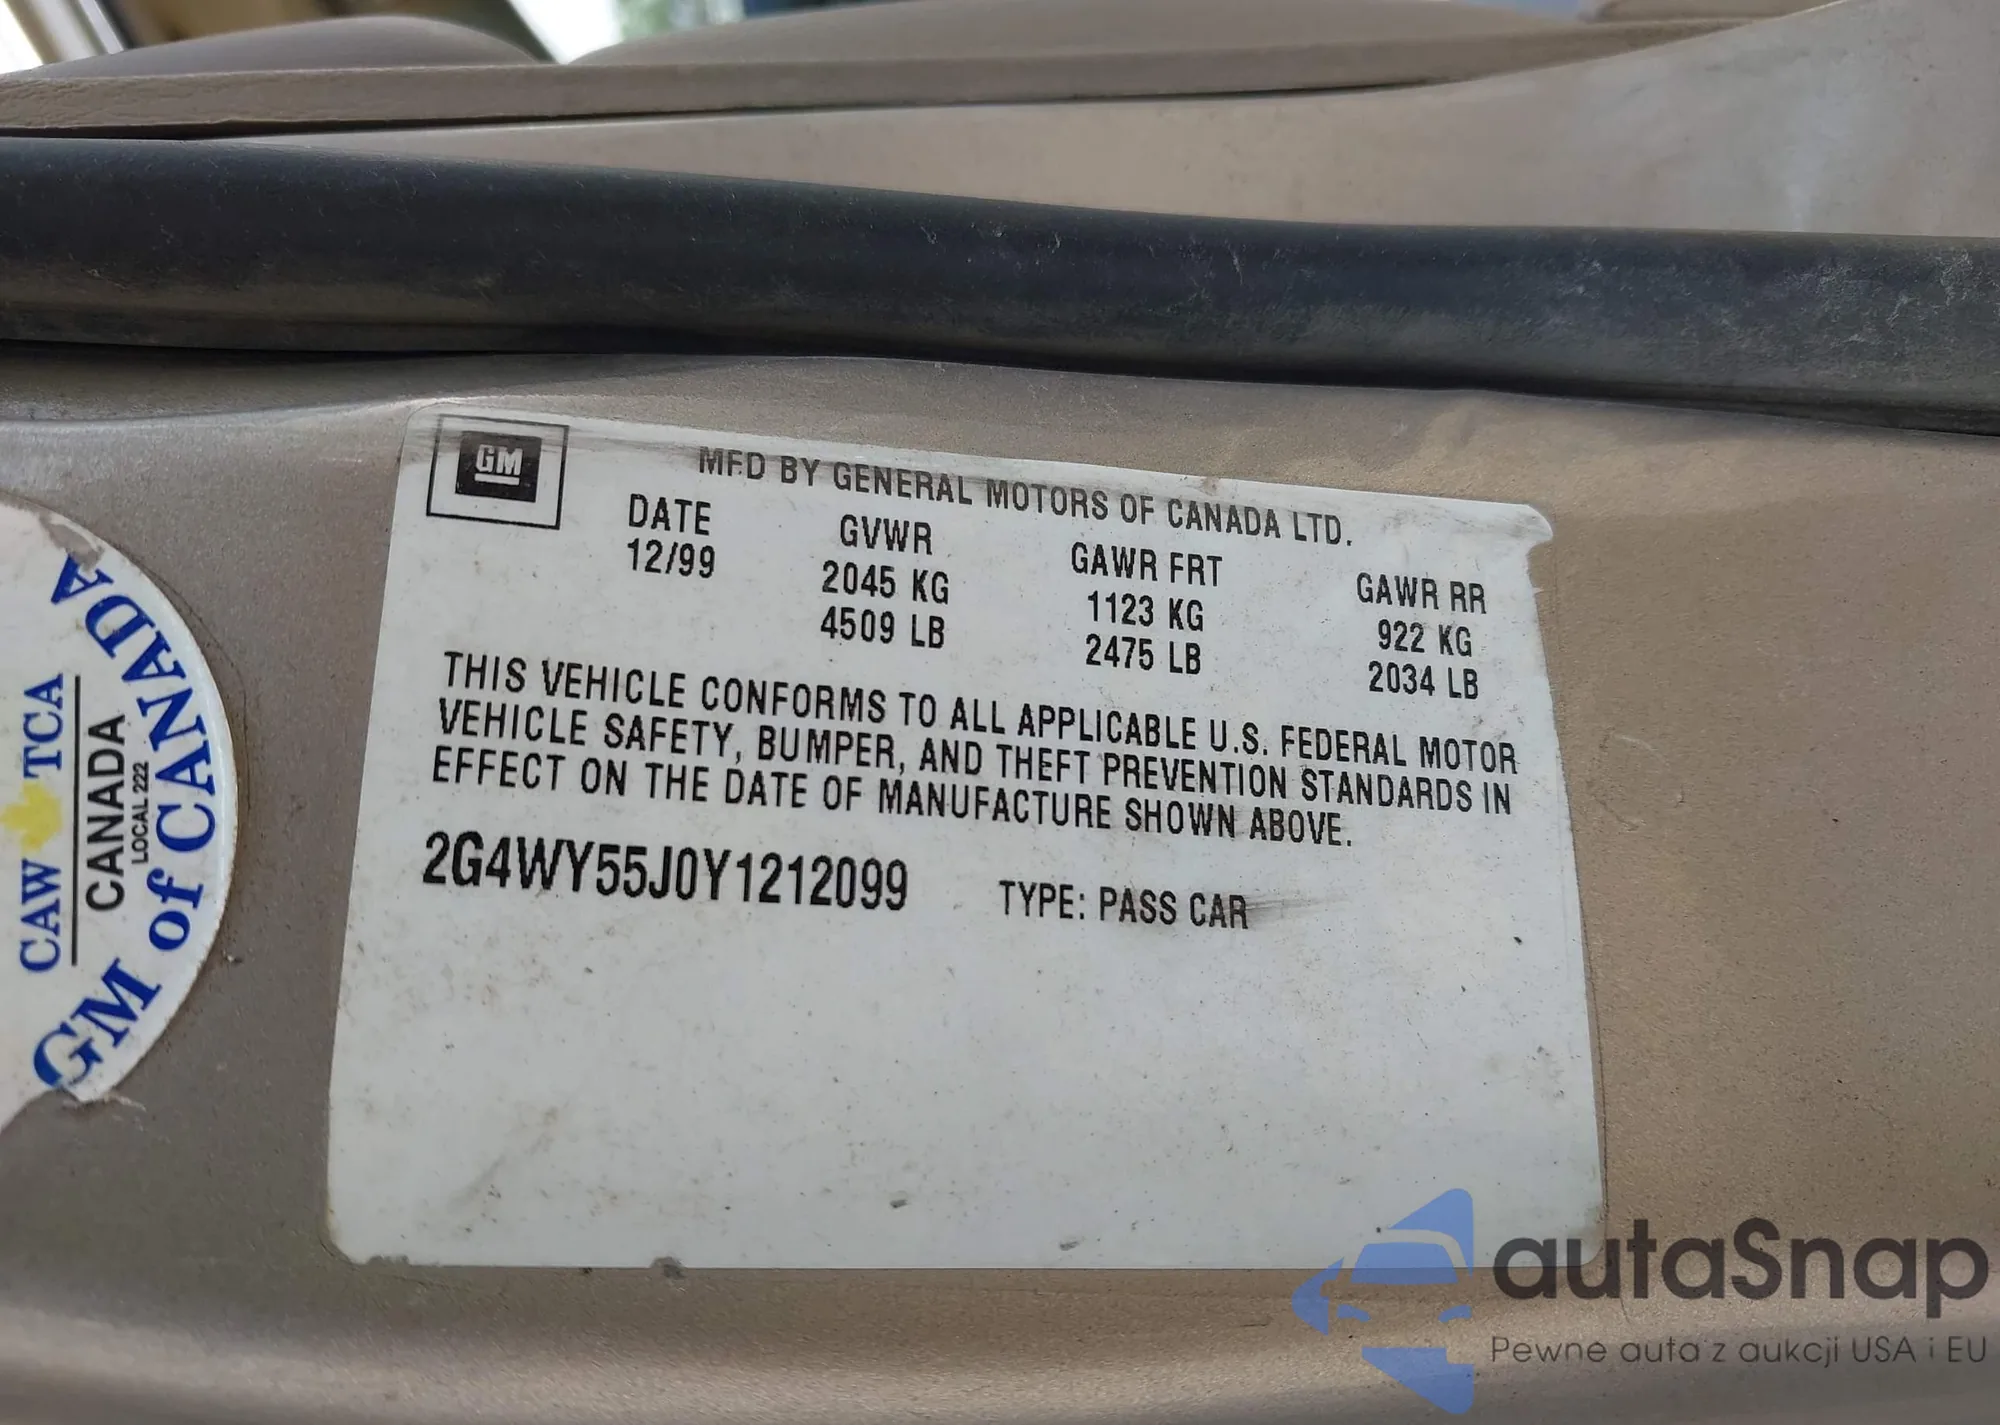 GM
MFD BY GENERAL MOTORS OF CANADA LTD.
DATE GVWR GAWR FRT GAWR RR
12/99 2045 KG 1123 KG 922 KG
4509 LB 2475 LB 2034 LB
THIS VEHICLE CONFORMS TO ALL APPLICABLE U.S. FEDERAL MOTOR
VEHICLE SAFETY, BUMPER, AND THEFT PREVENTION STANDARDS IN
EFFECT ON THE DATE OF MANUFACTURE SHOWN ABOVE.
2G4WY55J0Y1212099 TYPE: PASS CAR
CAW TCA
CANADA
LOCAL 222
GM of CANADA
autaSnap
Pewne auta z aukcji USA i EU